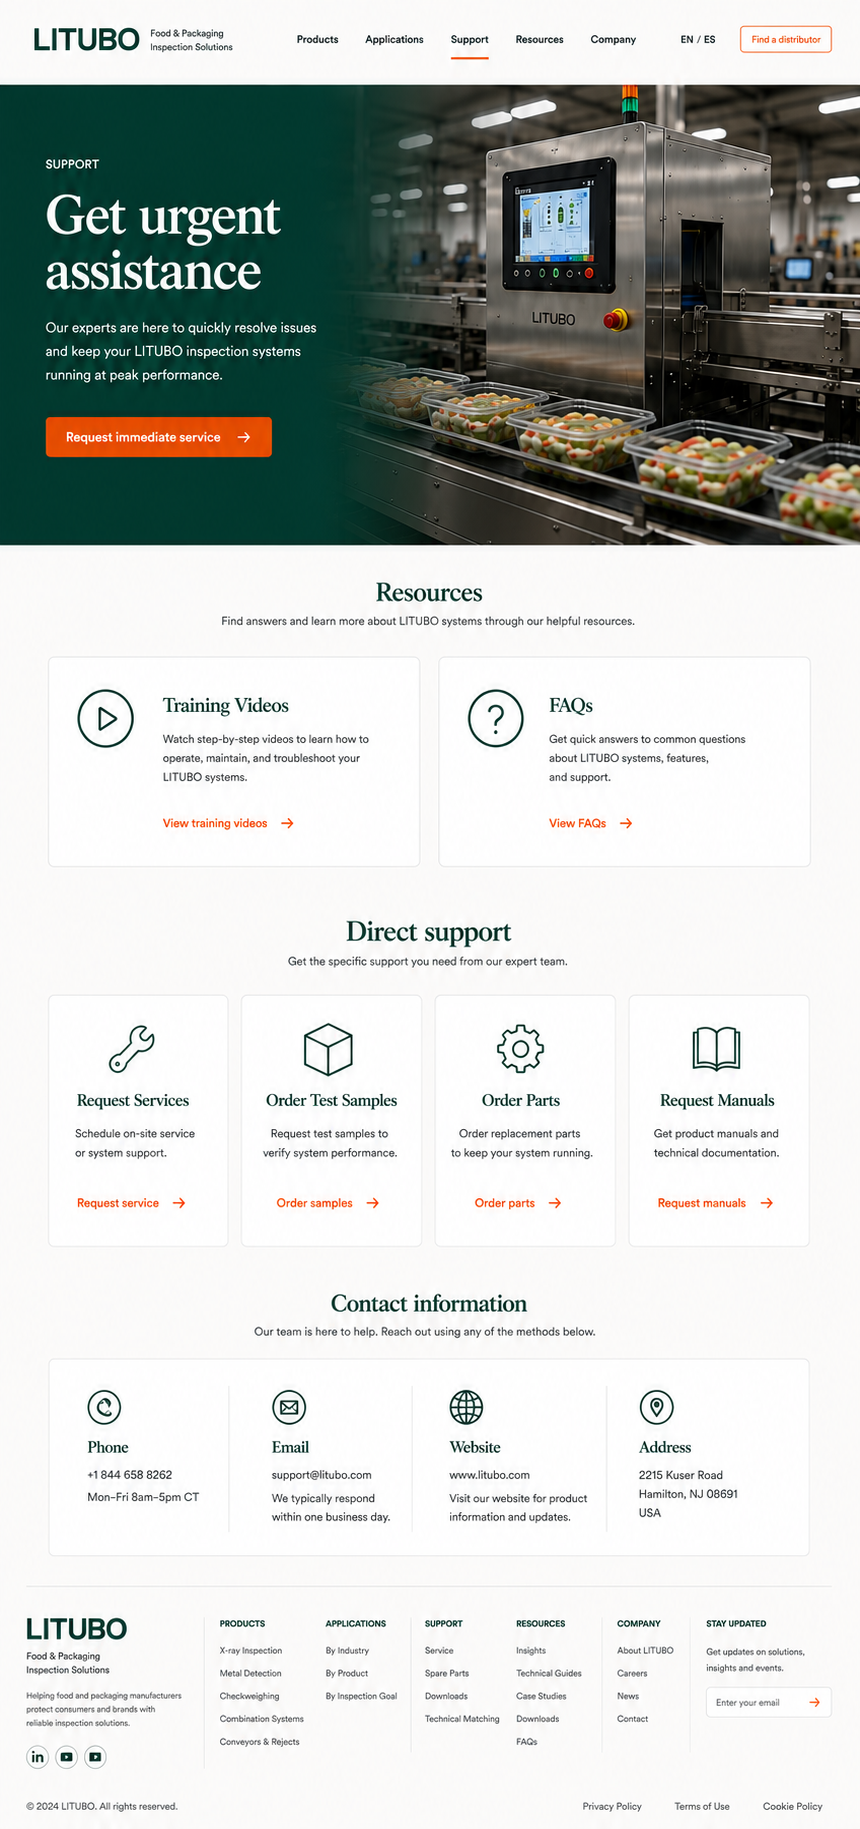 LITUBO
Food & Packaging
Inspection Solutions
Products
Applications
Support
Resources
Company
EN / ES
Find a distributor
SUPPORT
Get urgent
assistance
Our experts are here to quickly resolve issues
and keep your LITUBO inspection systems
running at peak performance.
Request immediate service
LITUBO
Resources
Find answers and learn more about LITUBO systems through our helpful resources.
Training Videos
Watch step-by-step videos to learn how to
operate, maintain, and troubleshoot your
LITUBO systems.
View training videos
FAQs
Get quick answers to common questions
about LITUBO systems, features,
and support.
View FAQs
Direct support
Get the specific support you need from our expert team.
Request Services
Schedule on-site service
or system support.
Request service
Order Test Samples
Request test samples to
verify system performance.
Order samples
Order Parts
Order replacement parts
to keep your system running.
Order parts
Request Manuals
Get product manuals and
technical documentation.
Request manuals
Contact information
Our team is here to help. Reach out using any of the methods below.
Phone
+1 844 658 8262
Mon–Fri 8am–5pm CT
Email
support@litubo.com
We typically respond
within one business day.
Website
www.litubo.com
Visit our website for product
information and updates.
Address
2215 Kuser Road
Hamilton, NJ 08691
USA
LITUBO
Food & Packaging
Inspection Solutions
Helping food and packaging manufacturers
protect consumers and brands with
reliable inspection solutions.
in
PRODUCTS
X-ray Inspection
Metal Detection
Checkweighing
Combination Systems
Conveyors & Rejects
APPLICATIONS
By Industry
By Product
By Inspection Goal
SUPPORT
Service
Spare Parts
Downloads
Technical Matching
RESOURCES
Insights
Technical Guides
Case Studies
Downloads
FAQs
COMPANY
About LITUBO
Careers
News
Contact
STAY UPDATED
Get updates on solutions,
insights and events.
Enter your email
© 2024 LITUBO. All rights reserved.
Privacy Policy
Terms of Use
Cookie Policy